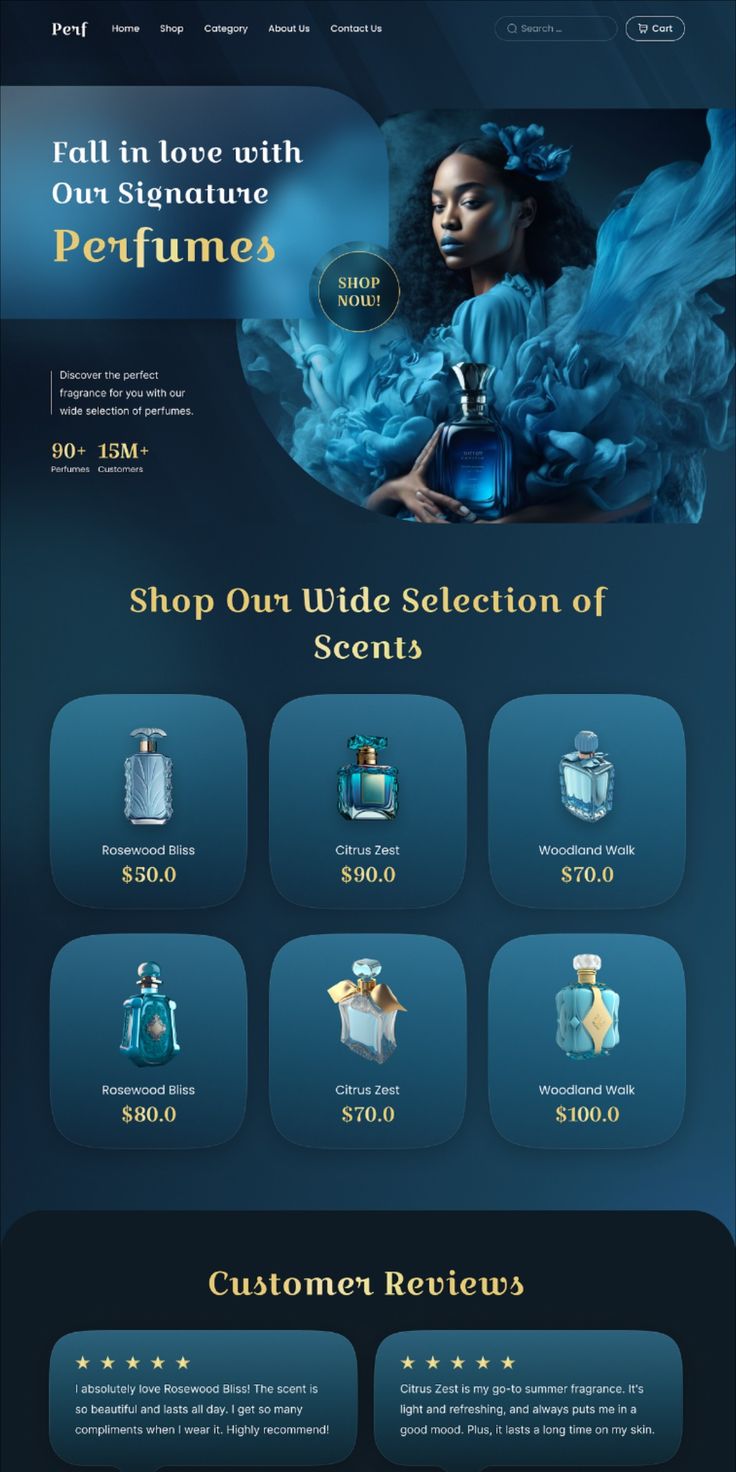 Perf
Home Shop Category About Us Contact Us
Search ...
Cart
Fall in love with
Our Signature
Perfumes
SHOP
NOW!
Discover the perfect
fragrance for you with our
wide selection of perfumes.
90+ 15M+
Perfumes Customers
Shop Our Wide Selection of
Scents
Rosewood Bliss
$50.0
Citrus Zest
$90.0
Woodland Walk
$70.0
Rosewood Bliss
$80.0
Citrus Zest
$70.0
Woodland Walk
$100.0
Customer Reviews
I absolutely love Rosewood Bliss! The scent is
so beautiful and lasts all day. I get so many
compliments when I wear it. Highly recommend!
Citrus Zest is my go-to summer fragrance. It's
light and refreshing, and always puts me in a
good mood. Plus, it lasts a long time on my skin.